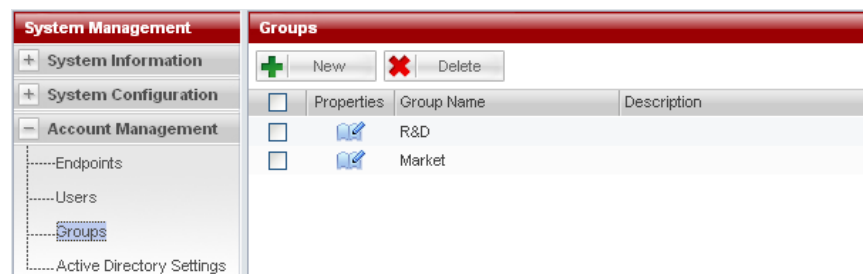 System Management
System Information
System Configuration
Account Management
Endpoints
Users
Groups
Active Directory Settings
Groups
New Delete
Properties Group Name Description
R&D
Market